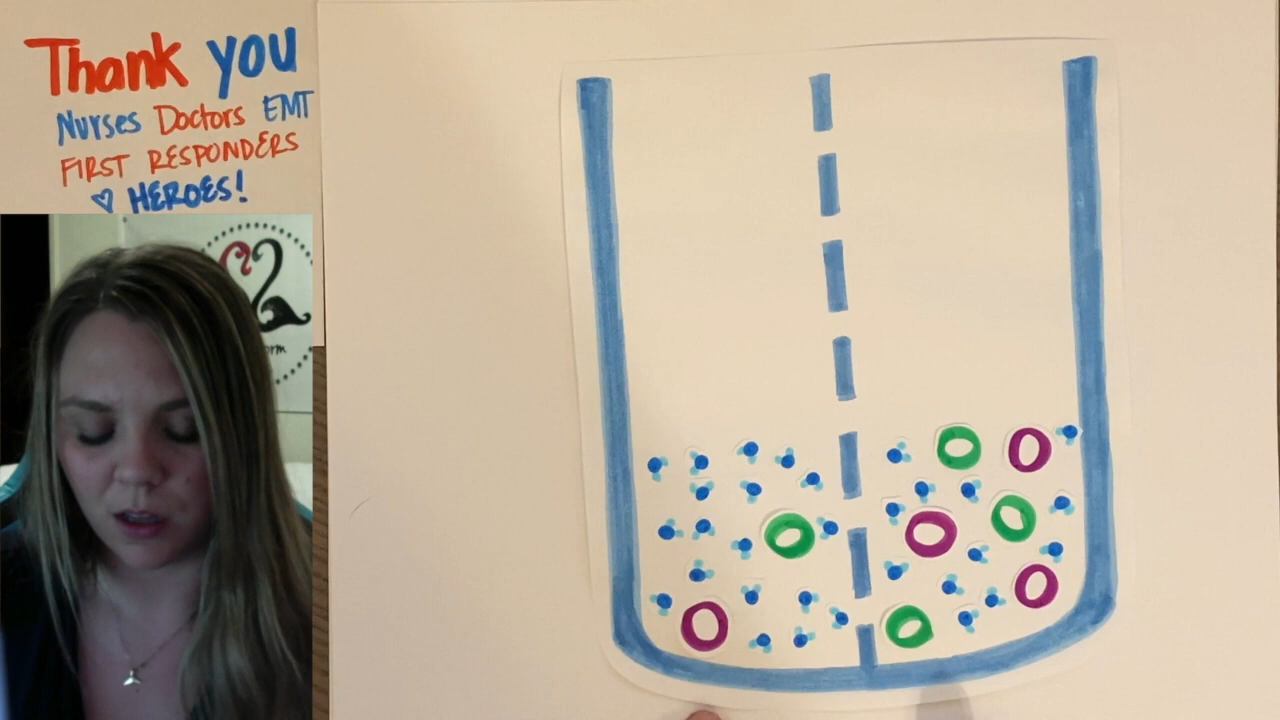 Thank you
Nurses Doctors EMT
FIRST RESPONDERS
♡ HEROES!